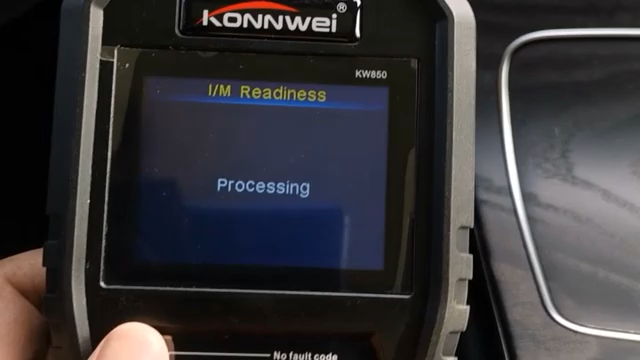 KONNWEI®
KW850
I/M Readiness
Processing
No fault code